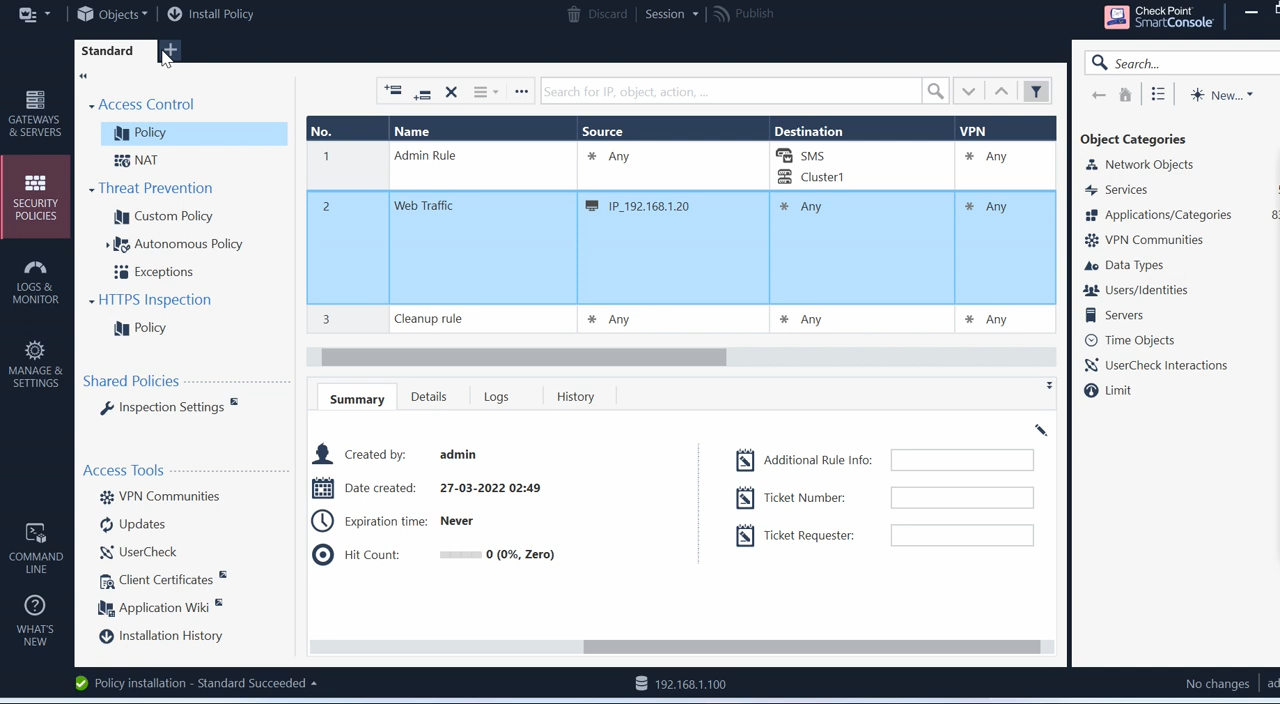 Objects
Install Policy
Discard
Session
Publish
Check Point
SmartConsole
Standard
+
Search...
GATEWAYS
& SERVERS
SECURITY
POLICIES
LOGS &
MONITOR
MANAGE &
SETTINGS
COMMAND
LINE
WHAT'S
NEW
Access Control
Policy
NAT
Threat Prevention
Custom Policy
Autonomous Policy
Exceptions
HTTPS Inspection
Policy
Shared Policies
Inspection Settings
Access Tools
VPN Communities
Updates
UserCheck
Client Certificates
Application Wiki
Installation History
Search for IP, object, action, ...
No. Name Source Destination VPN
1 Admin Rule * Any SMS * Any
Cluster1
2 Web Traffic IP_192.168.1.20 * Any * Any
3 Cleanup rule * Any * Any * Any
Summary Details Logs History
Created by: admin
Date created: 27-03-2022 02:49
Expiration time: Never
Hit Count: 0 (0%, Zero)
Additional Rule Info:
Ticket Number:
Ticket Requester:
New...
Object Categories
Network Objects
Services
Applications/Categories
VPN Communities
Data Types
Users/Identities
Servers
Time Objects
UserCheck Interactions
Limit
Policy installation - Standard Succeeded
192.168.1.100
No changes